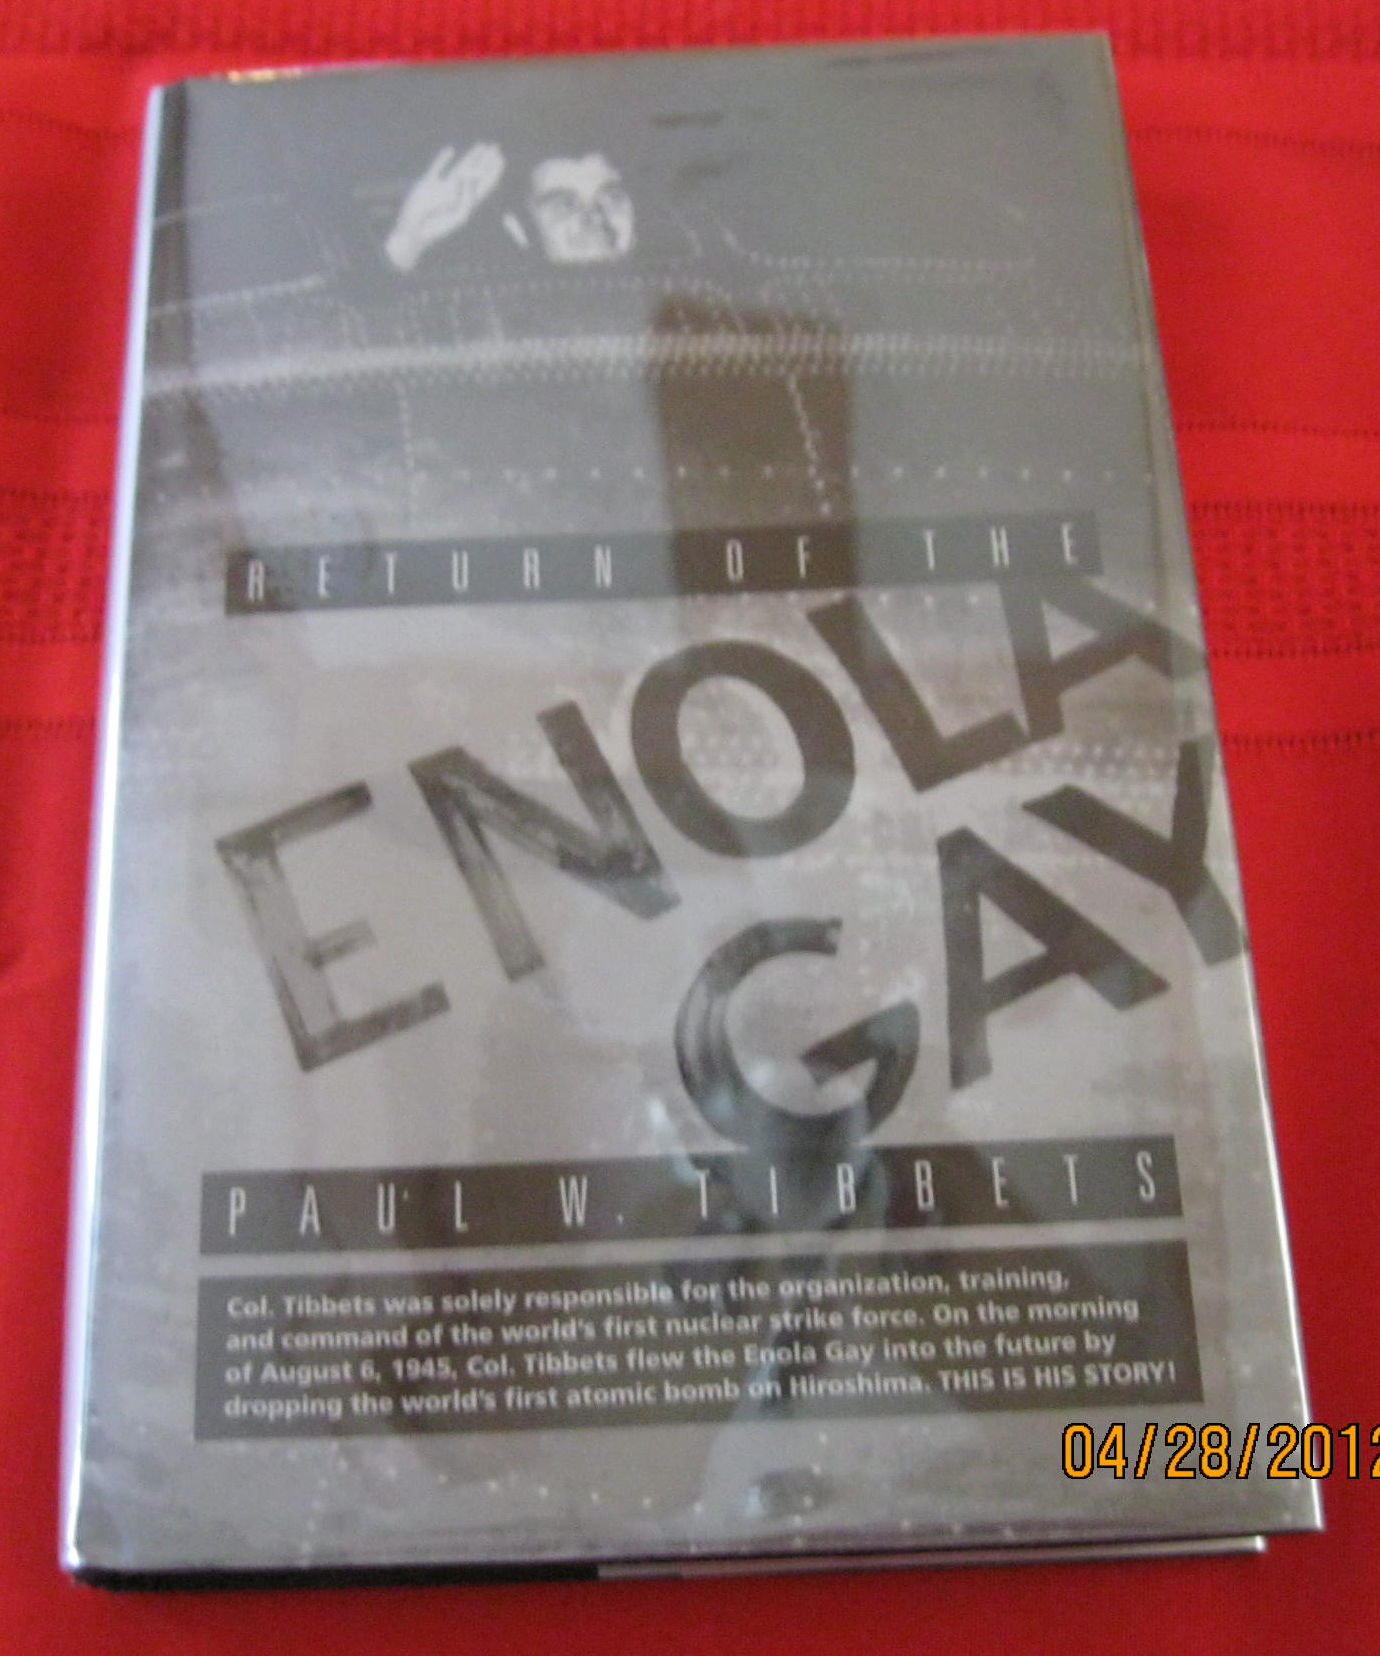 RETURN OF THE
ENOLA
GAY
PAUL W. TIBBETS
Col. Tibbets was solely responsible for the organization, training,
and command of the world's first nuclear strike force. On the morning
of August 6, 1945, Col. Tibbets flew the Enola Gay into the future by
dropping the world's first atomic bomb on Hiroshima. THIS IS HIS STORY!
04/28/2012